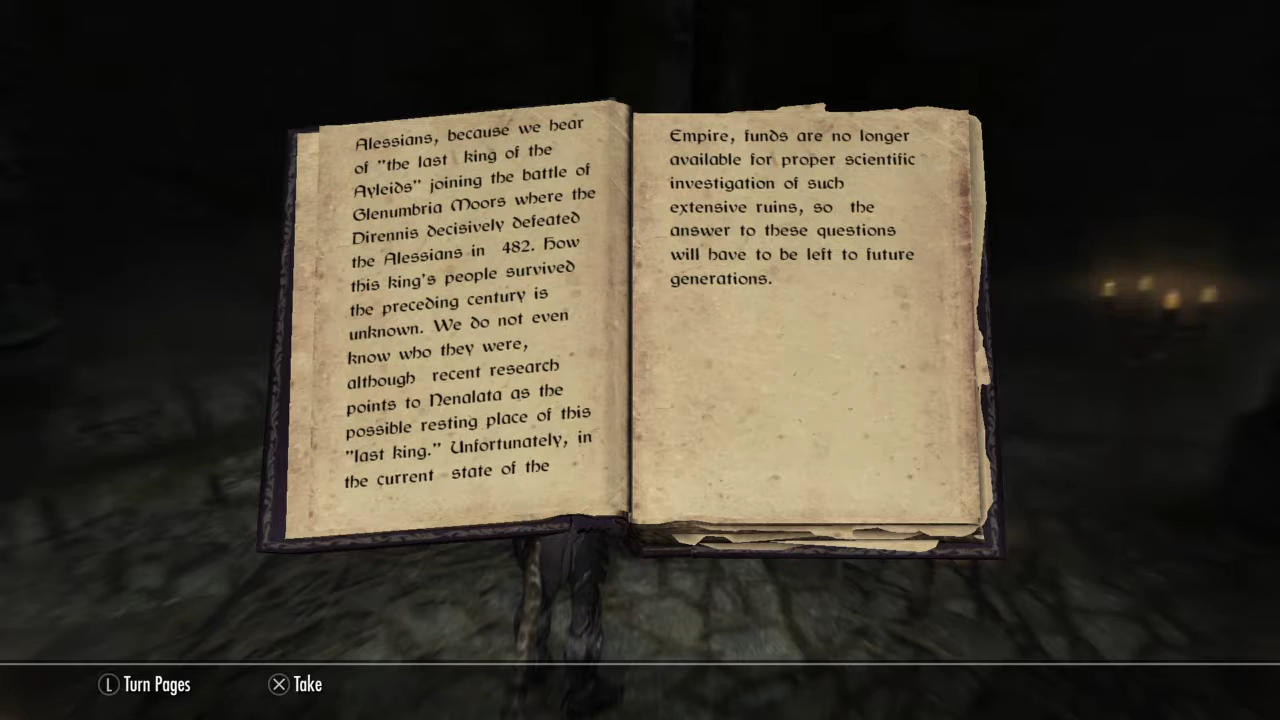 Alessians, because we hear
of "the last king of the
Ayleids" joining the battle of
Glenumbria Moors where the
Dirennis decisively defeated
the Alessians in 482. How
this king's people survived
the preceding century is
unknown. We do not even
know who they were,
although recent research
points to Nenalata as the
possible resting place of this
"last king." Unfortunately, in
the current state of the
Empire, funds are no longer
available for proper scientific
investigation of such
extensive ruins, so the
answer to these questions
will have to be left to future
generations.
L Turn Pages
X Take